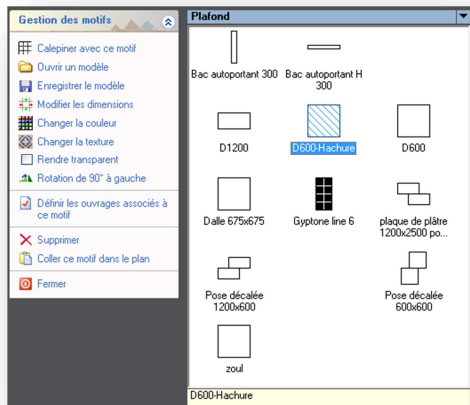 Gestion des motifs
Calepiner avec ce motif
Ouvrir un modèle
Enregistrer le modèle
Modifier les dimensions
Changer la couleur
Changer la texture
Rendre transparent
Rotation de 90° à gauche
Définir les ouvrages associés à
ce motif
Supprimer
Coller ce motif dans le plan
Fermer
Plafond
Bac autoportant 300
Bac autoportant H
300
D1200
D600-Hachure
D600
Dalle 675x675
Gyptone line 6
plaque de plâtre
1200x2500 po...
Pose décalée
1200x600
Pose décalée
600x600
zoul
D600-Hachure